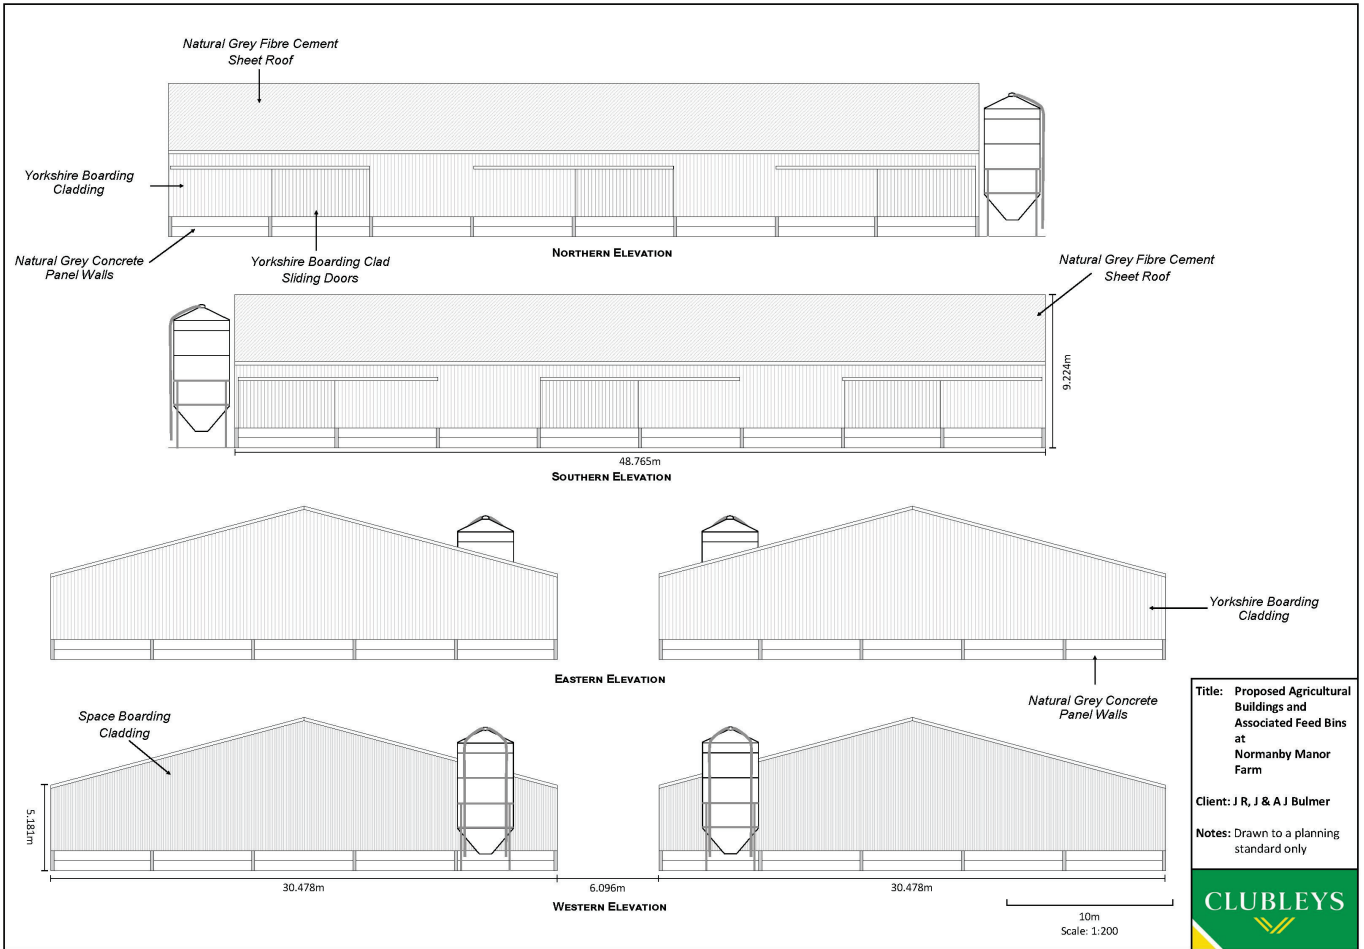 Natural Grey Fibre Cement
Sheet Roof
Yorkshire Boarding
Cladding
Natural Grey Concrete
Panel Walls
Yorkshire Boarding Clad
Sliding Doors
NORTHERN ELEVATION
Natural Grey Fibre Cement
Sheet Roof
9.224m
48.765m
SOUTHERN ELEVATION
Yorkshire Boarding
Cladding
EASTERN ELEVATION
Natural Grey Concrete
Panel Walls
Space Boarding
Cladding
5.181m
30.478m
6.096m
30.478m
WESTERN ELEVATION
10m
Scale: 1:200
Title: Proposed Agricultural
Buildings and
Associated Feed Bins
at
Normanby Manor
Farm
Client: J R, J & A J Bulmer
Notes: Drawn to a planning
standard only
CLUBLEYS